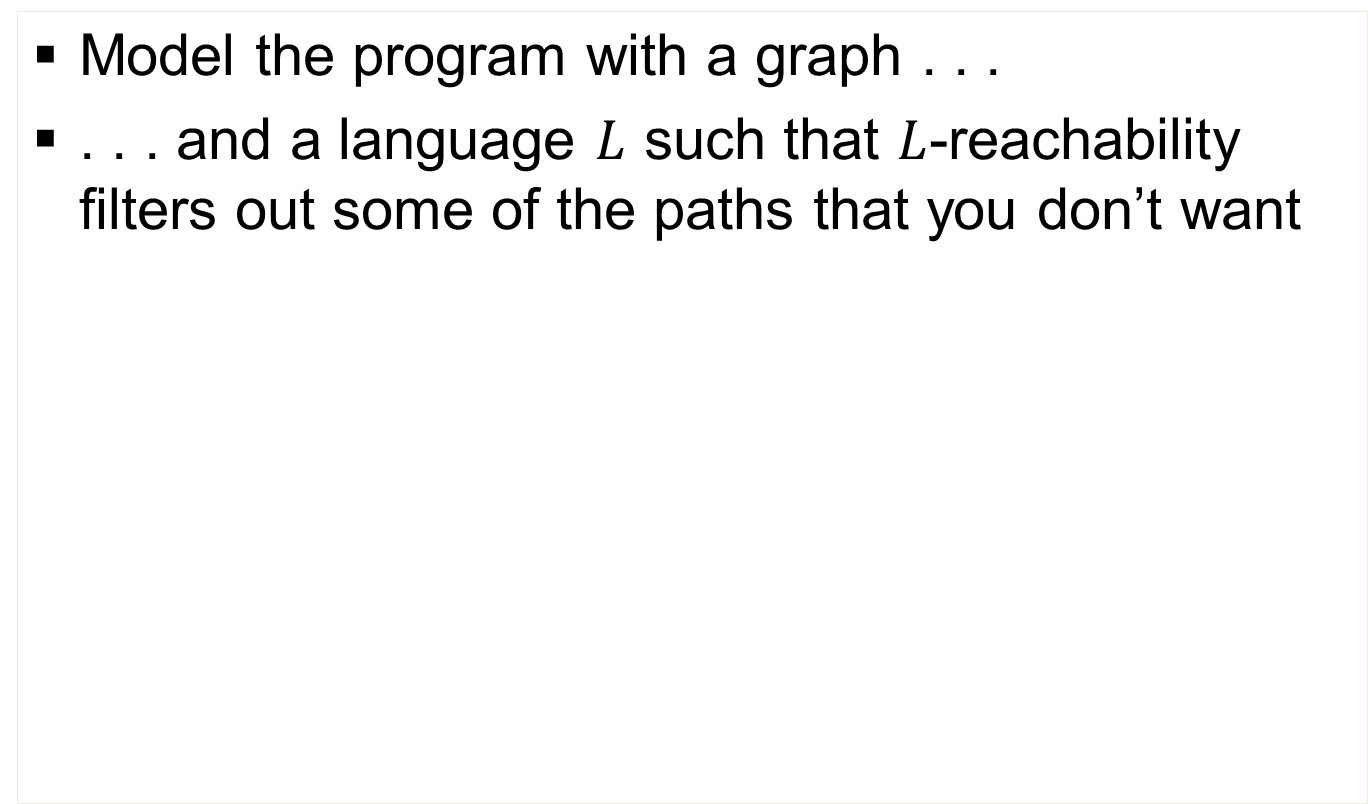 ▪ Model the program with a graph . . .
▪ . . . and a language L such that L-reachability
filters out some of the paths that you don’t want